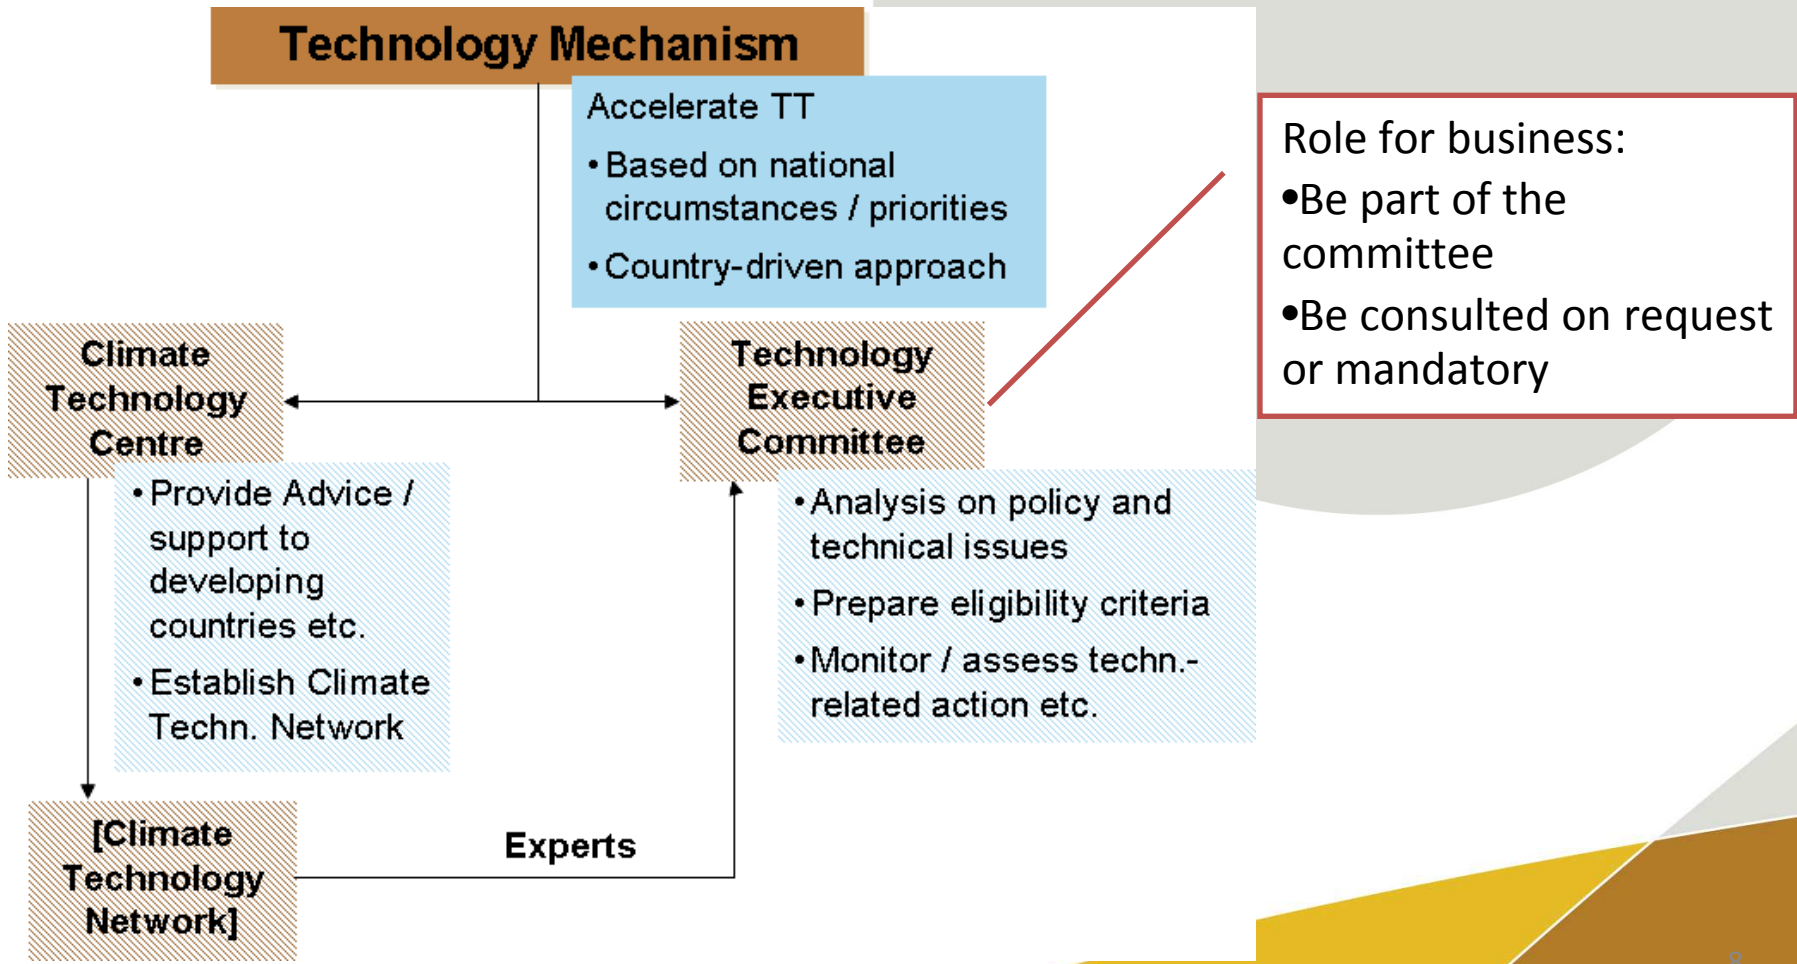 Technology Mechanism
Accelerate TT
• Based on national
circumstances / priorities
• Country-driven approach
Role for business:
•Be part of the
committee
•Be consulted on request
or mandatory
Climate
Technology
Centre
Technology
Executive
Committee
• Provide Advice /
support to
developing
countries etc.
• Establish Climate
Techn. Network
• Analysis on policy and
technical issues
• Prepare eligibility criteria
• Monitor / assess techn.-
related action etc.
[Climate
Technology
Network]
Experts